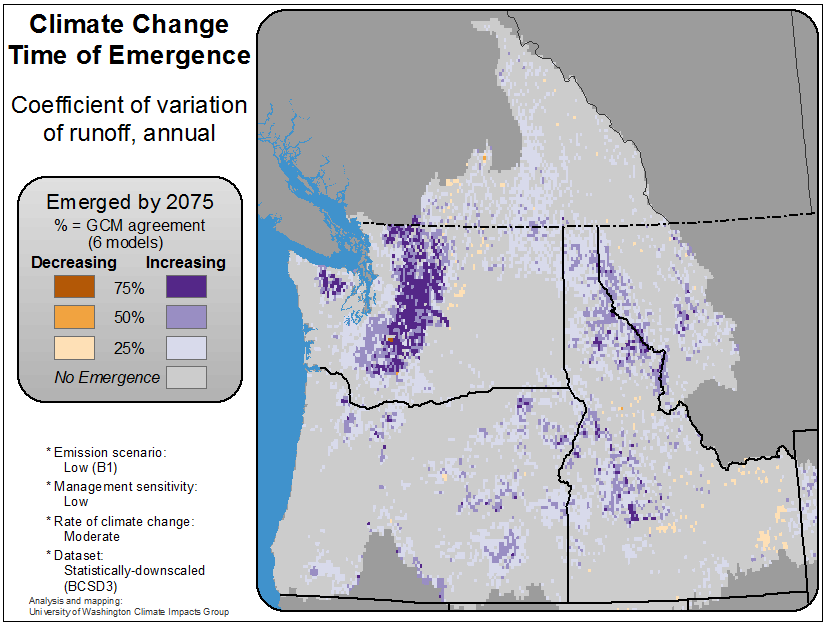 Climate Change
Time of Emergence
Coefficient of variation
of runoff, annual
Emerged by 2075
% = GCM agreement
(6 models)
Decreasing Increasing
75%
50%
25%
No Emergence
* Emission scenario:
Low (B1)
* Management sensitivity:
Low
* Rate of climate change:
Moderate
* Dataset:
Statistically-downscaled
(BCSD3)
Analysis and mapping:
University of Washington Climate Impacts Group